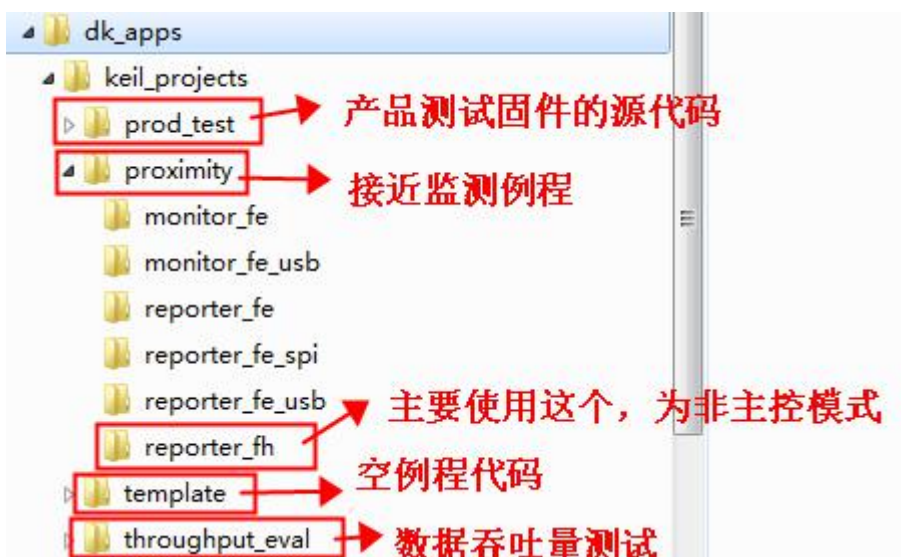 dk_apps
keil_projects
prod_test
产品测试固件的源代码
proximity
接近监测例程
monitor_fe
monitor_fe_usb
reporter_fe
reporter_fe_spi
reporter_fe_usb
主要使用这个，为非主控模式
reporter_fh
空例程代码
template
throughput_eval
数据吞吐量测试